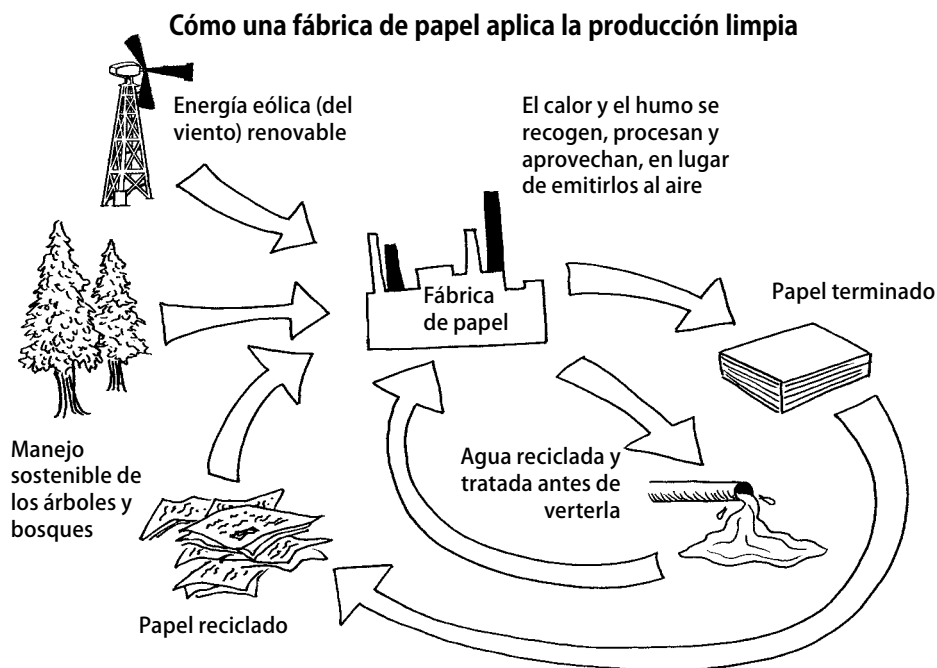 Cómo una fábrica de papel aplica la producción limpia
Energía eólica (del
viento) renovable
El calor y el humo se
recogen, procesan y
aprovechan, en lugar
de emitirlos al aire
Fábrica
de papel
Papel terminado
Manejo
sostenible de
los árboles y
bosques
Agua reciclada y
tratada antes de
verterla
Papel reciclado